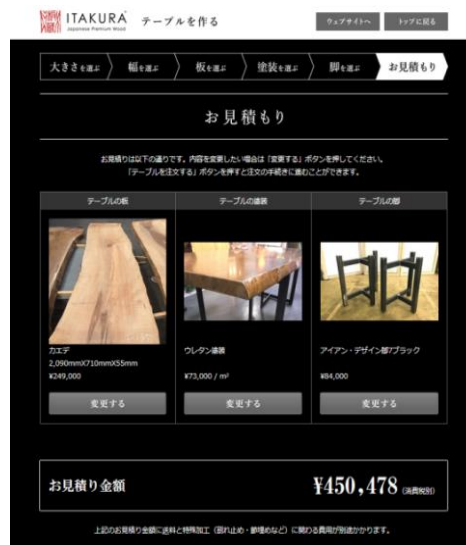 ITAKURA
Japanese Premium Wood
テーブルを作る
ウェブサイトへ
トップに戻る
大きさを選ぶ
幅を選ぶ
板を選ぶ
塗装を選ぶ
脚を選ぶ
お見積もり
お見積もり
お見積りは以下の通りです。内容を変更したい場合は「変更する」ボタンを押してください。
「テーブルを注文する」ボタンを押すと注文の手続きに進むことができます。
テーブルの板
テーブルの塗装
テーブルの脚
カエデ
2,090mmX710mmX55mm
¥249,000
変更する
ウレタン塗装
¥73,000 / m²
変更する
アイアン・デザイン脚7ブラック
¥84,000
変更する
お見積り金額
¥450,478 (消費税別)
上記のお見積り金額に送料と特殊加工（割れ止め・節埋めなど）に関わる費用が別途かかります。